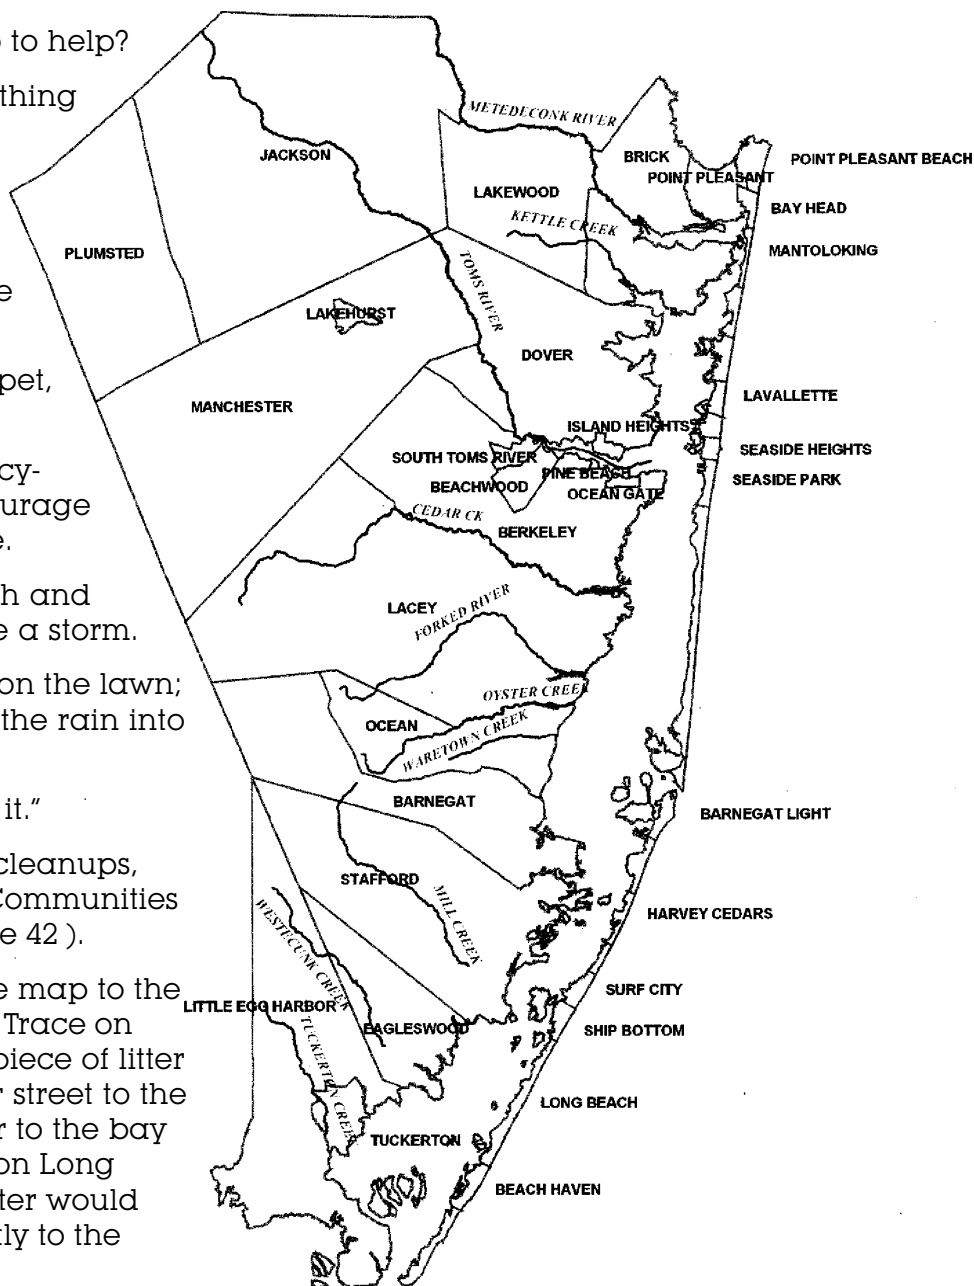 to help?
thing
e
pet,
cy-
urage
e.
h and
e a storm.
on the lawn;
the rain into
it."
cleanups,
Communities
e 42 ).
e map to the
Trace on
piece of litter
r street to the
r to the bay
on Long
ter would
tly to the
METEDECONK RIVER
JACKSON
BRICK
POINT PLEASANT BEACH
POINT PLEASANT
LAKEWOOD
BAY HEAD
KETTLE CREEK
MANTOLOKING
PLUMSTED
TOMS RIVER
LAKEHURST
DOVER
LAVALLETTE
MANCHESTER
ISLAND HEIGHTS
SEASIDE HEIGHTS
SOUTH TOMS RIVER
PINE BEACH
SEASIDE PARK
BEACHWOOD
OCEAN GATE
CEDAR CK
BERKELEY
LACEY
FORKED RIVER
OYSTER CREEK
OCEAN
WARETOWN CREEK
BARNEGAT
BARNEGAT LIGHT
STAFFORD
MILL CREEK
HARVEY CEDARS
WESTECUNK CREEK
SURF CITY
LITTLE EGG HARBOR
EAGLESWOOD
SHIP BOTTOM
TUCKERTON CREEK
LONG BEACH
TUCKERTON
BEACH HAVEN